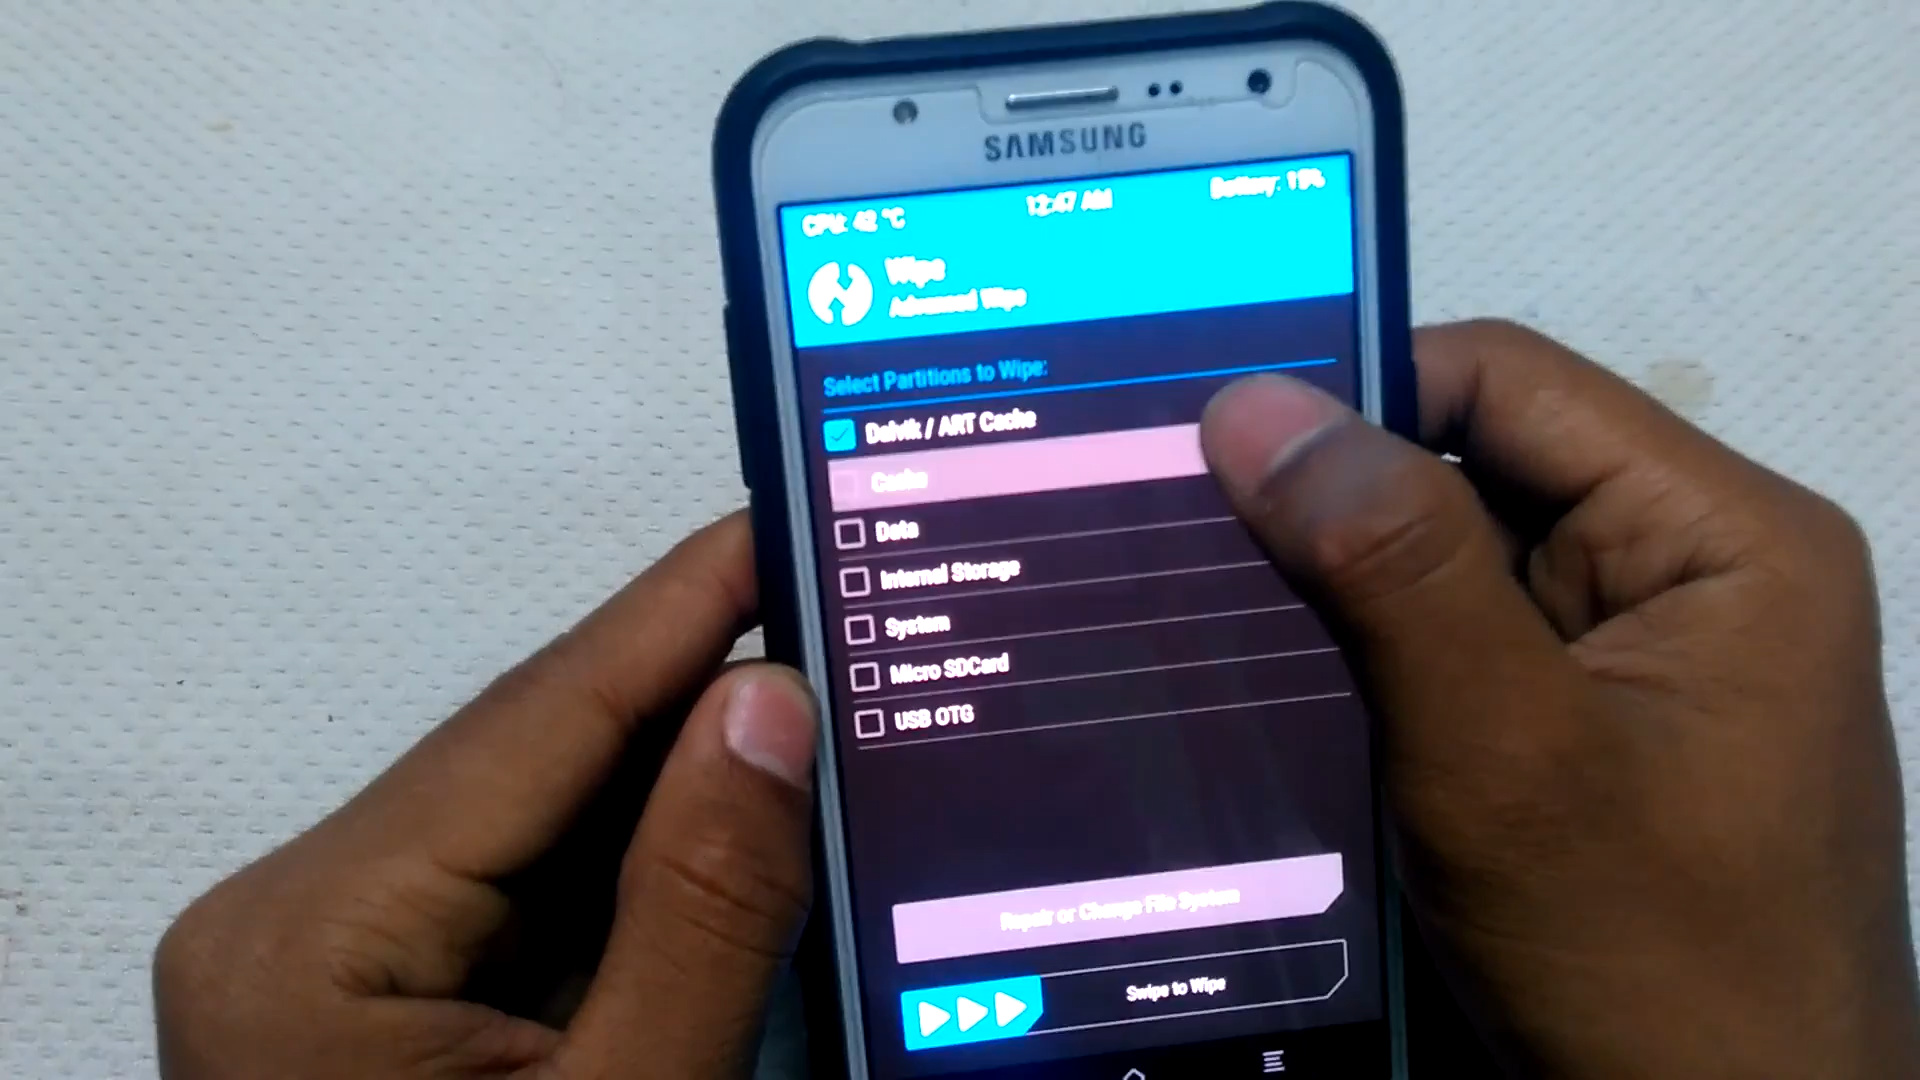 SAMSUNG
CPU: 42 °C 12:47 AM Battery: 15%
Wipe
Advanced Wipe
Select Partitions to Wipe:
Dalvik / ART Cache
Cache
Data
Internal Storage
System
Micro SDCard
USB OTG
Repair or Change File System
Swipe to Wipe